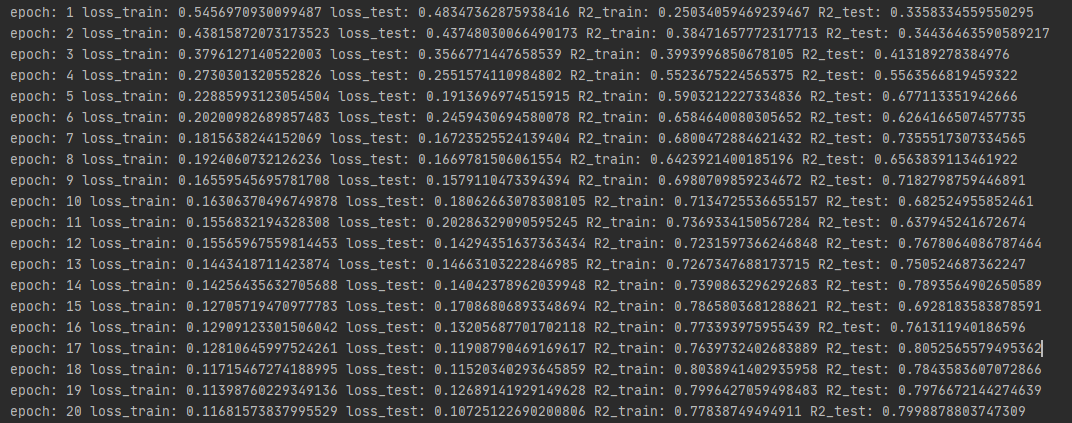 epoch: 1 loss_train: 0.5456970930099487 loss_test: 0.48347362875938416 R2_train: 0.25034059469239467 R2_test: 0.3358334559550295
epoch: 2 loss_train: 0.43815872073173523 loss_test: 0.43748030066490173 R2_train: 0.38471657772317713 R2_test: 0.34436463590589217
epoch: 3 loss_train: 0.3796127140522003 loss_test: 0.3566771447658539 R2_train: 0.3993996850678105 R2_test: 0.413189278384976
epoch: 4 loss_train: 0.2730301320552826 loss_test: 0.2551574110984802 R2_train: 0.5523675224565375 R2_test: 0.5563566819459322
epoch: 5 loss_train: 0.22885993123054504 loss_test: 0.1913696974515915 R2_train: 0.5903212227334836 R2_test: 0.677113351942666
epoch: 6 loss_train: 0.20200982689857483 loss_test: 0.2459430694580078 R2_train: 0.6584640080305652 R2_test: 0.6264166507457735
epoch: 7 loss_train: 0.1815638244152069 loss_test: 0.16723525524139404 R2_train: 0.6800472884621432 R2_test: 0.7355517307334565
epoch: 8 loss_train: 0.1924060732126236 loss_test: 0.1669781506061554 R2_train: 0.6423921400185196 R2_test: 0.6563839113461922
epoch: 9 loss_train: 0.16559545695781708 loss_test: 0.1579110473394394 R2_train: 0.6980709859234672 R2_test: 0.7182798759446891
epoch: 10 loss_train: 0.16306370496749878 loss_test: 0.18062663078308105 R2_train: 0.7134725536655157 R2_test: 0.682524955852461
epoch: 11 loss_train: 0.1556832194328308 loss_test: 0.20286329090595245 R2_train: 0.7369334150567284 R2_test: 0.637945241672674
epoch: 12 loss_train: 0.15565967559814453 loss_test: 0.14294351637363434 R2_train: 0.7231597366246848 R2_test: 0.7678064086787464
epoch: 13 loss_train: 0.1443418711423874 loss_test: 0.14663103222846985 R2_train: 0.7267347688173715 R2_test: 0.750524687362247
epoch: 14 loss_train: 0.14256435632705688 loss_test: 0.14042378962039948 R2_train: 0.7390863296292683 R2_test: 0.7893564902650589
epoch: 15 loss_train: 0.12705719470977783 loss_test: 0.17086806893348694 R2_train: 0.7865803681288621 R2_test: 0.6928183583878591
epoch: 16 loss_train: 0.12909123301506042 loss_test: 0.13205687701702118 R2_train: 0.773393975955439 R2_test: 0.761311940186596
epoch: 17 loss_train: 0.12810645997524261 loss_test: 0.11908790469169617 R2_train: 0.7639732402683889 R2_test: 0.8052565579495362
epoch: 18 loss_train: 0.11715467274188995 loss_test: 0.11520340293645859 R2_train: 0.8038941402935958 R2_test: 0.7843583607072866
epoch: 19 loss_train: 0.11398760229349136 loss_test: 0.12689141929149628 R2_train: 0.7996427059498483 R2_test: 0.7976672144274639
epoch: 20 loss_train: 0.11681573837995529 loss_test: 0.10725122690200806 R2_train: 0.77838749494911 R2_test: 0.7998878803747309